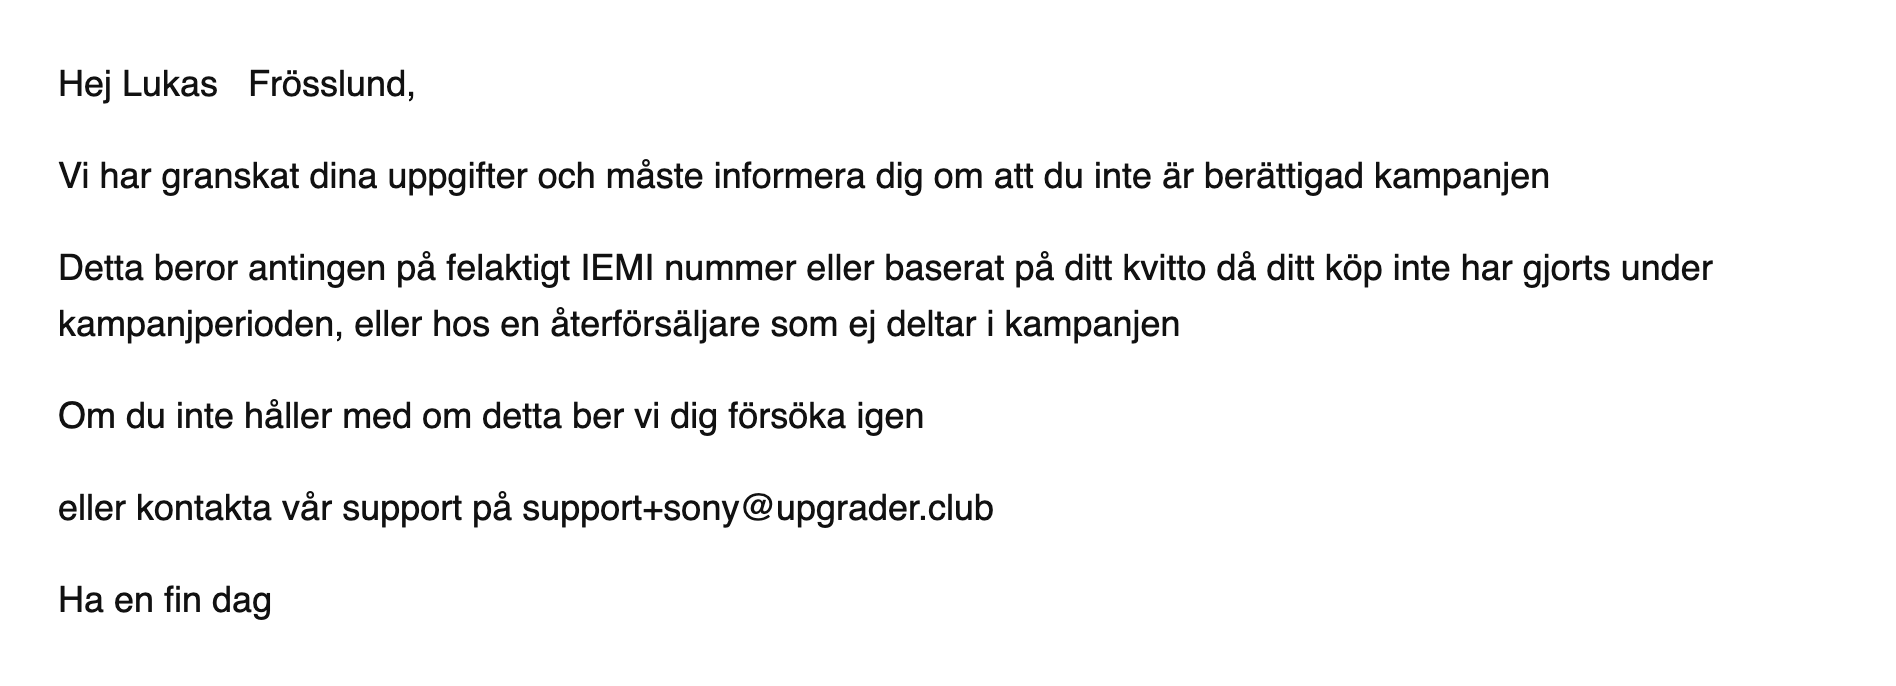 Hej Lukas   Frösslund,
Vi har granskat dina uppgifter och måste informera dig om att du inte är berättigad kampanjen
Detta beror antingen på felaktigt IEMI nummer eller baserat på ditt kvitto då ditt köp inte har gjorts under
kampanjperioden, eller hos en återförsäljare som ej deltar i kampanjen
Om du inte håller med om detta ber vi dig försöka igen
eller kontakta vår support på support+sony@upgrader.club
Ha en fin dag